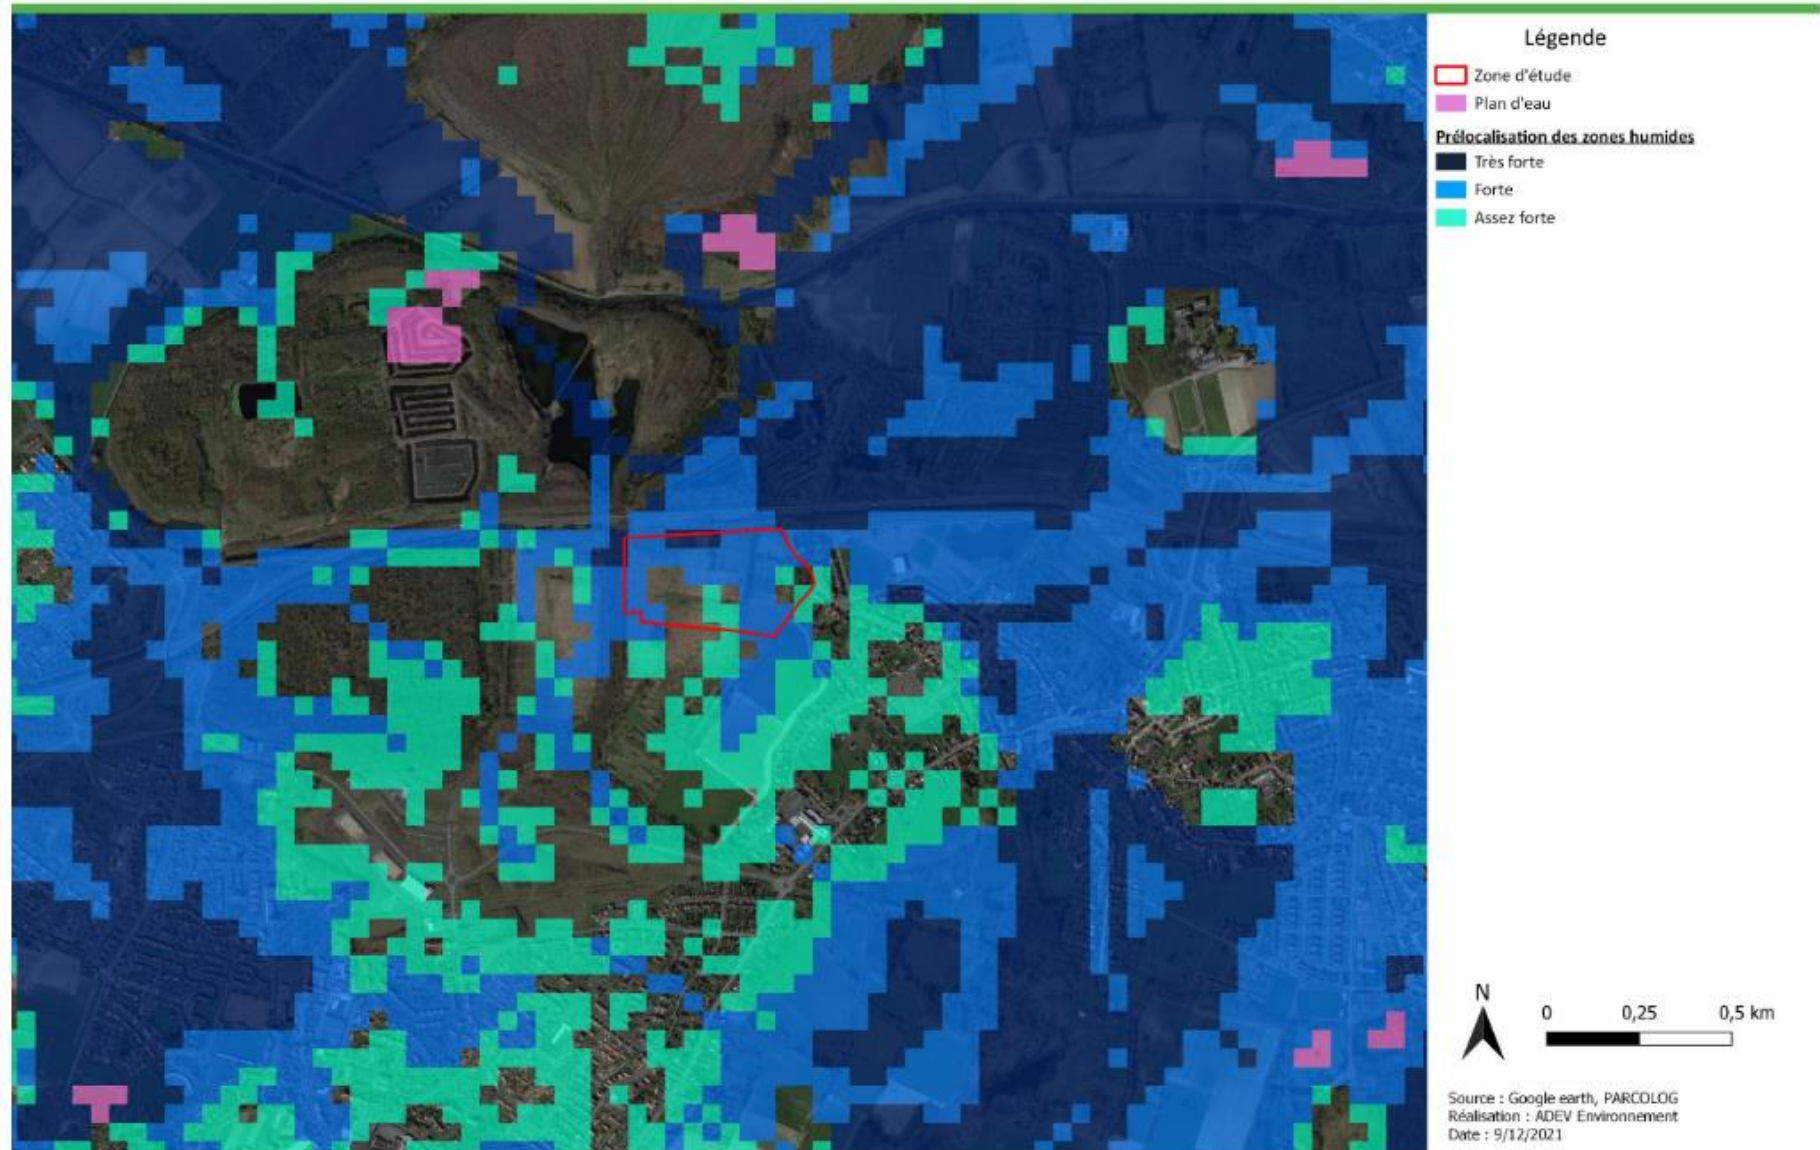 Légende
Zone d'étude
Plan d'eau
Prélocalisation des zones humides
Très forte
Forte
Assez forte
N
0 0,25 0,5 km
Source : Google earth, PARCOLOG
Réalisation : ADEV Environnement
Date : 9/12/2021